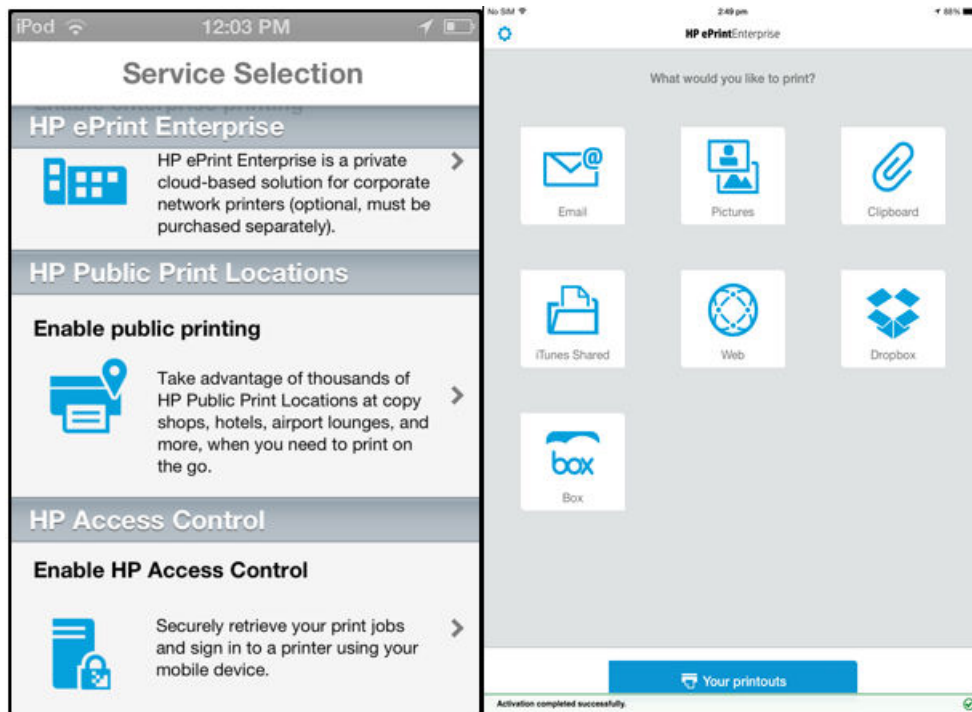 iPod 12:03 PM
Service Selection
Enable enterprise printing
HP ePrint Enterprise
HP ePrint Enterprise is a private
cloud-based solution for corporate
network printers (optional, must be
purchased separately).
HP Public Print Locations
Enable public printing
Take advantage of thousands of
HP Public Print Locations at copy
shops, hotels, airport lounges, and
more, when you need to print on
the go.
HP Access Control
Enable HP Access Control
Securely retrieve your print jobs
and sign in to a printer using your
mobile device.
No SIM 2:49 pm 88%
HP ePrintEnterprise
What would you like to print?
Email Pictures Clipboard
iTunes Shared Web Dropbox
box
Box
Your printouts
Activation completed successfully.